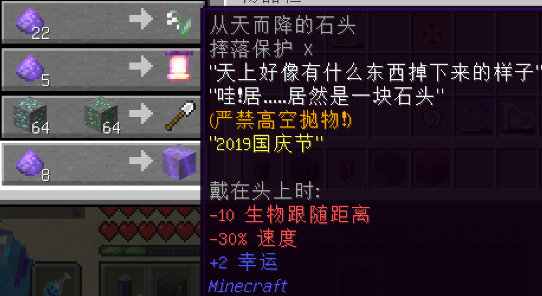 22
5
64 64
8
从天而降的石头
摔落保护 X
"天上好像有什么东西掉下来的样子"
"哇!居.....居然是一块石头"
(严禁高空抛物!)
"2019国庆节"
戴在头上时:
-10 生物跟随距离
-30% 速度
+2 幸运
Minecraft